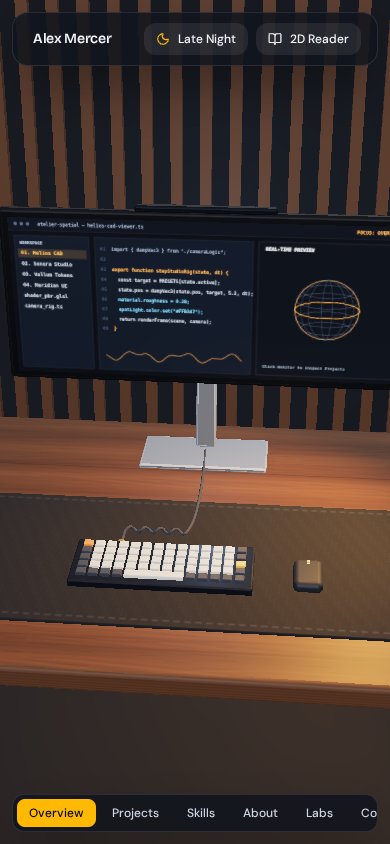 Alex Mercer
Late Night
2D Reader
atelier-spatial — helios-cad-viewer.ts
FOCUS: OVER
WORKSPACE
01. Helios CAD
02. Sonora Studio
03. Vellum Tokens
04. Meridian UI
shader_pbr.glsl
camera_rig.ts
01 import { dampVec3 } from "./cameraLogic";
02
03 export function stepStudioRig(state, dt) {
04 const target = PRESETS[state.active];
05 state.pos = dampVec3(state.pos, target, 5.2, dt);
06 material.roughness = 0.28;
07 spotLight.color.set("#FFB347");
08 return renderFrame(scene, camera);
09 }
REAL-TIME PREVIEW
Click monitor to inspect Projects
Overview
Projects
Skills
About
Labs
Co